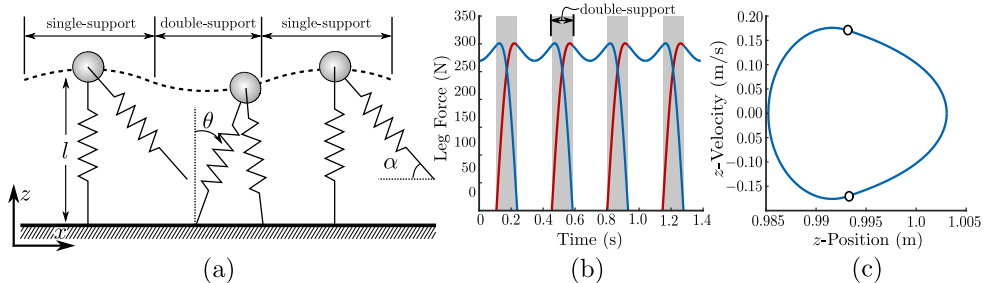 single-support double-support single-support
θ
l
α
z
x
(a)
double-support
Leg Force (N)
350
300
250
200
150
100
50
0
0 0.2 0.4 0.6 0.8 1.0 1.2 1.4
Time (s)
(b)
z-Velocity (m/s)
0.20
0.15
0.10
0.05
0.00
−0.05
−0.10
−0.15
0.985 0.99 0.995 1.0 1.005
z-Position (m)
(c)